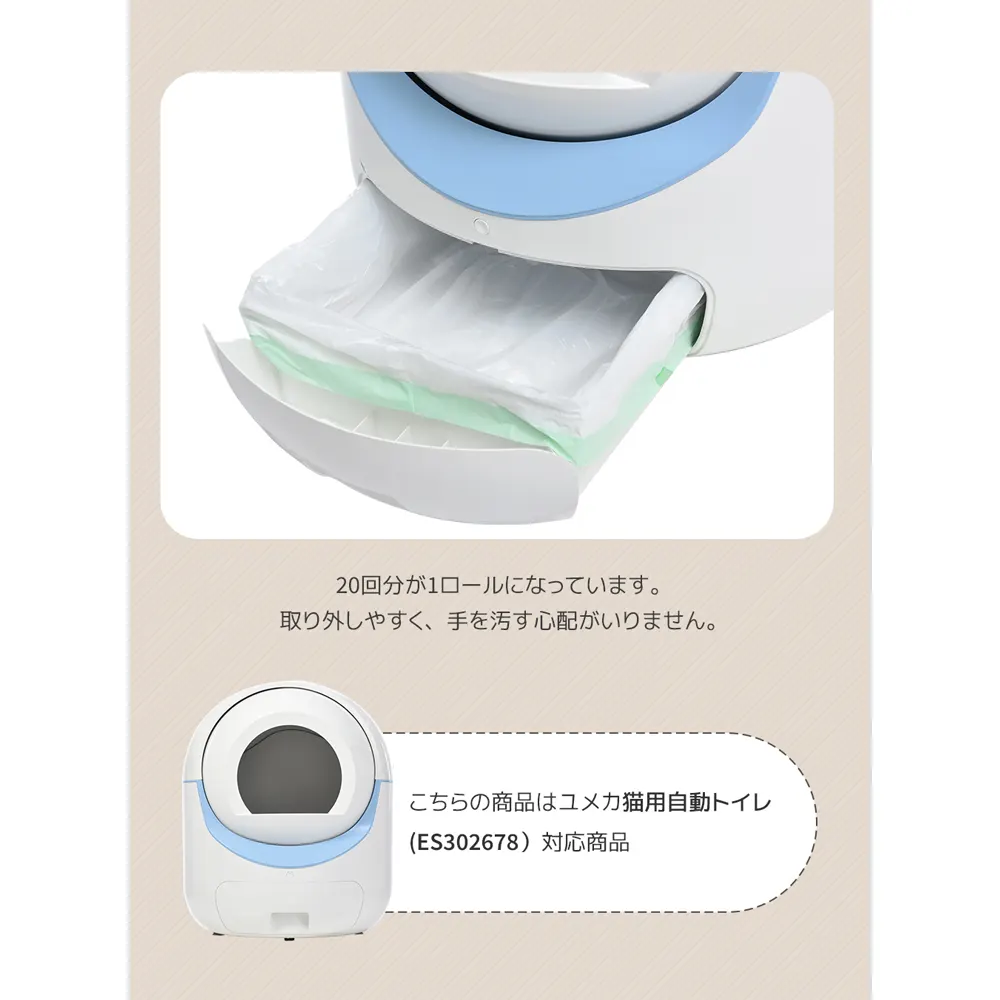 20回分が1ロールになっています。
取り外しやすく、手を汚す心配がいりません。
こちらの商品はユメカ猫用自動トイレ
(ES302678）対応商品